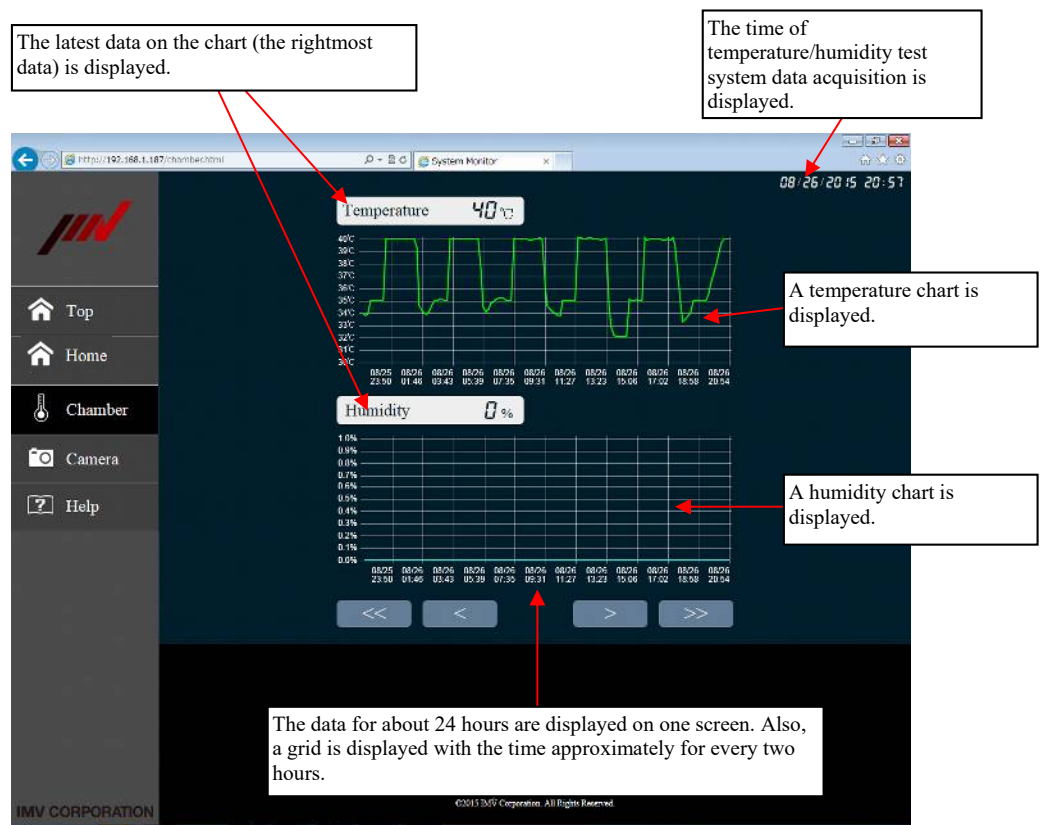 The latest data on the chart (the rightmost
data) is displayed.
The time of
temperature/humidity test
system data acquisition is
displayed.
http://192.168.1.187/chamber.html
System Monitor
08/26/2015 20:57
IMV
Temperature 40℃
40℃
39℃
38℃
37℃
36℃
35℃
34℃
33℃
32℃
31℃
30℃
08/25 08/26 08/26 08/26 08/26 08/26 08/26 08/26 08/26 08/26 08/26 08/26
23:50 01:46 03:43 05:39 07:35 09:31 11:27 13:23 15:06 17:02 18:58 20:54
A temperature chart is
displayed.
Top
Home
Chamber
Camera
Help
Humidity 0 %
1.0%
0.9%
0.8%
0.7%
0.6%
0.5%
0.4%
0.3%
0.2%
0.1%
0.0%
08/25 08/26 08/26 08/26 08/26 08/26 08/26 08/26 08/26 08/26 08/26 08/26
23:50 01:46 03:43 05:39 07:35 09:31 11:27 13:23 15:06 17:02 18:58 20:54
A humidity chart is
displayed.
<< < > >>
The data for about 24 hours are displayed on one screen. Also,
a grid is displayed with the time approximately for every two
hours.
IMV CORPORATION
©2015 IMV Corporation. All Rights Reserved.